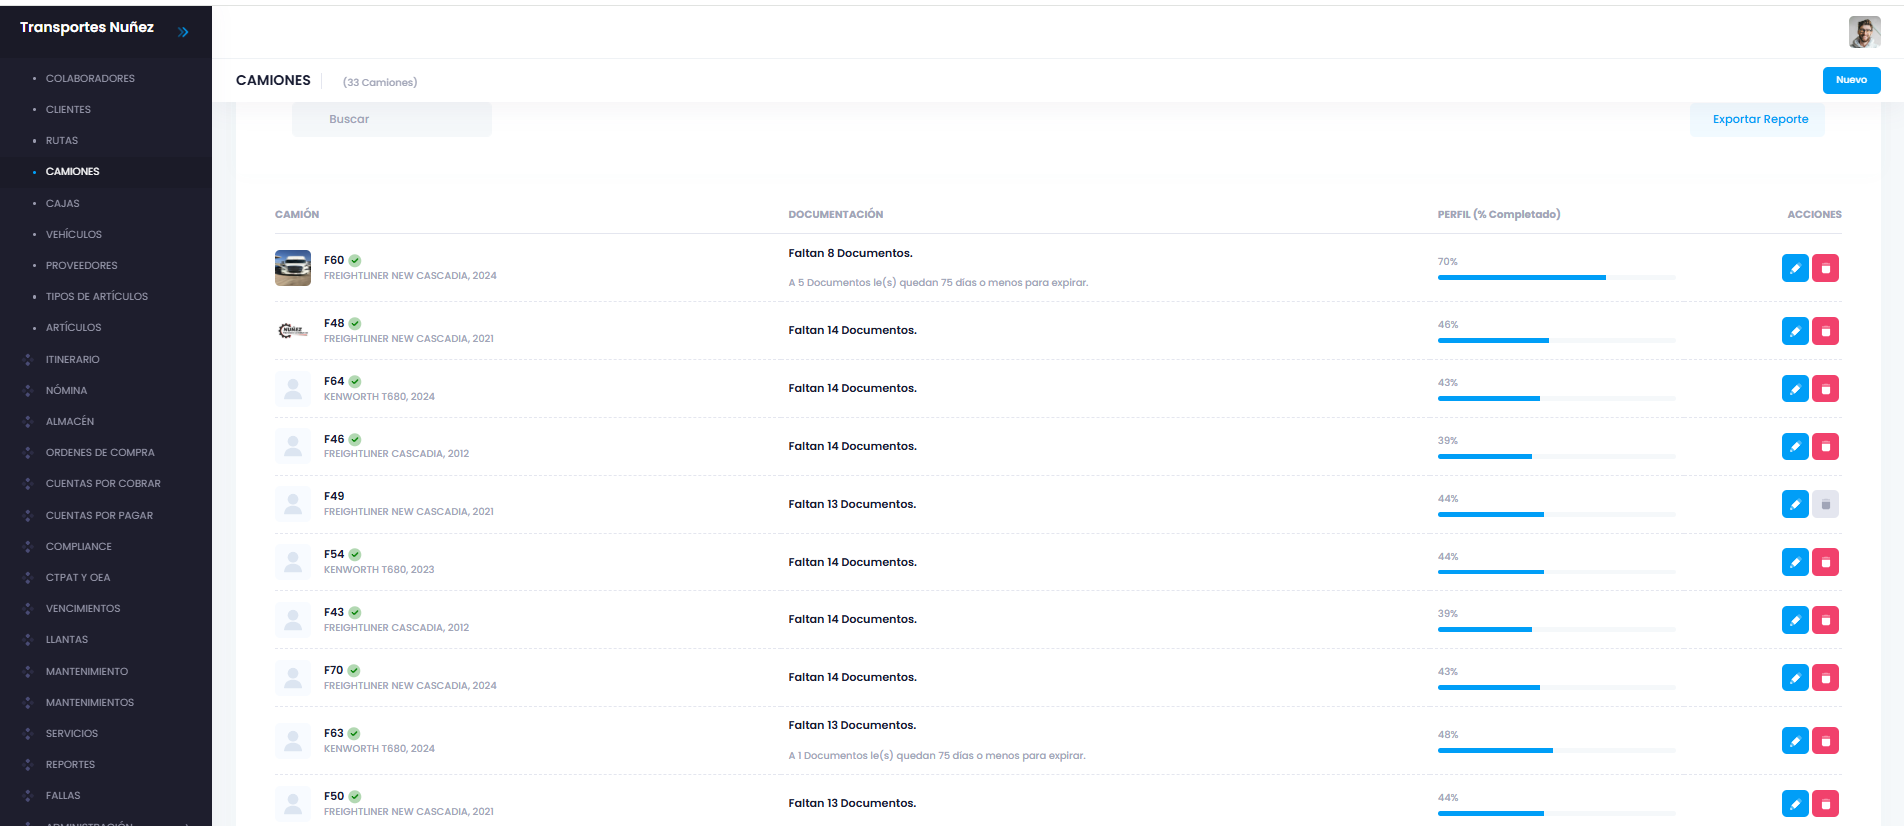 Transportes Nuñez
COLABORADORES
CLIENTES
RUTAS
CAMIONES
CAJAS
VEHÍCULOS
PROVEEDORES
TIPOS DE ARTÍCULOS
ARTÍCULOS
ITINERARIO
NÓMINA
ALMACÉN
ORDENES DE COMPRA
CUENTAS POR COBRAR
CUENTAS POR PAGAR
COMPLIANCE
CTPAT Y OEA
VENCIMIENTOS
LLANTAS
MANTENIMIENTO
MANTENIMIENTOS
SERVICIOS
REPORTES
FALLAS
ADMINISTRACIÓN
CAMIONES (33 Camiones)
Nuevo
Buscar
Exportar Reporte
CAMIÓN DOCUMENTACIÓN PERFIL (% Completado) ACCIONES
F60
FREIGHTLINER NEW CASCADIA, 2024
Faltan 8 Documentos.
A 5 Documentos le(s) quedan 75 días o menos para expirar.
70%
NUÑEZ
F48
FREIGHTLINER NEW CASCADIA, 2021
Faltan 14 Documentos.
46%
F64
KENWORTH T680, 2024
Faltan 14 Documentos.
43%
F46
FREIGHTLINER CASCADIA, 2012
Faltan 14 Documentos.
39%
F49
FREIGHTLINER NEW CASCADIA, 2021
Faltan 13 Documentos.
44%
F54
KENWORTH T680, 2023
Faltan 14 Documentos.
44%
F43
FREIGHTLINER CASCADIA, 2012
Faltan 14 Documentos.
39%
F70
FREIGHTLINER NEW CASCADIA, 2024
Faltan 14 Documentos.
43%
F63
KENWORTH T680, 2024
Faltan 13 Documentos.
A 1 Documentos le(s) quedan 75 días o menos para expirar.
48%
F50
FREIGHTLINER NEW CASCADIA, 2021
Faltan 13 Documentos.
44%